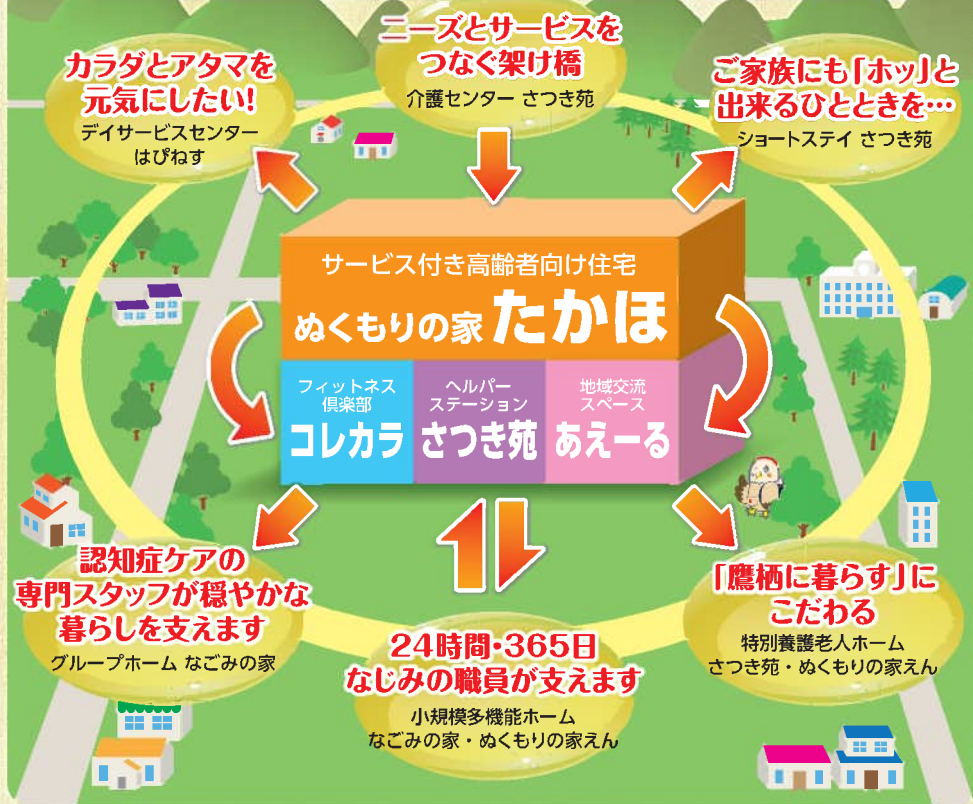 ニーズとサービスを
つなぐ架け橋
介護センター さつき苑
カラダとアタマを
元気にしたい!
デイサービスセンター
はぴねす
ご家族にも「ホッ」と
出来るひとときを…
ショートステイ さつき苑
サービス付き高齢者向け住宅
ぬくもりの家 たかほ
フィットネス
倶楽部
コレカラ
ヘルパー
ステーション
さつき苑
地域交流
スペース
あえーる
認知症ケアの
専門スタッフが穏やかな
暮らしを支えます
グループホーム なごみの家
24時間・365日
なじみの職員が支えます
小規模多機能ホーム
なごみの家・ぬくもりの家えん
「鷹栖に暮らす」に
こだわる
特別養護老人ホーム
さつき苑・ぬくもりの家えん